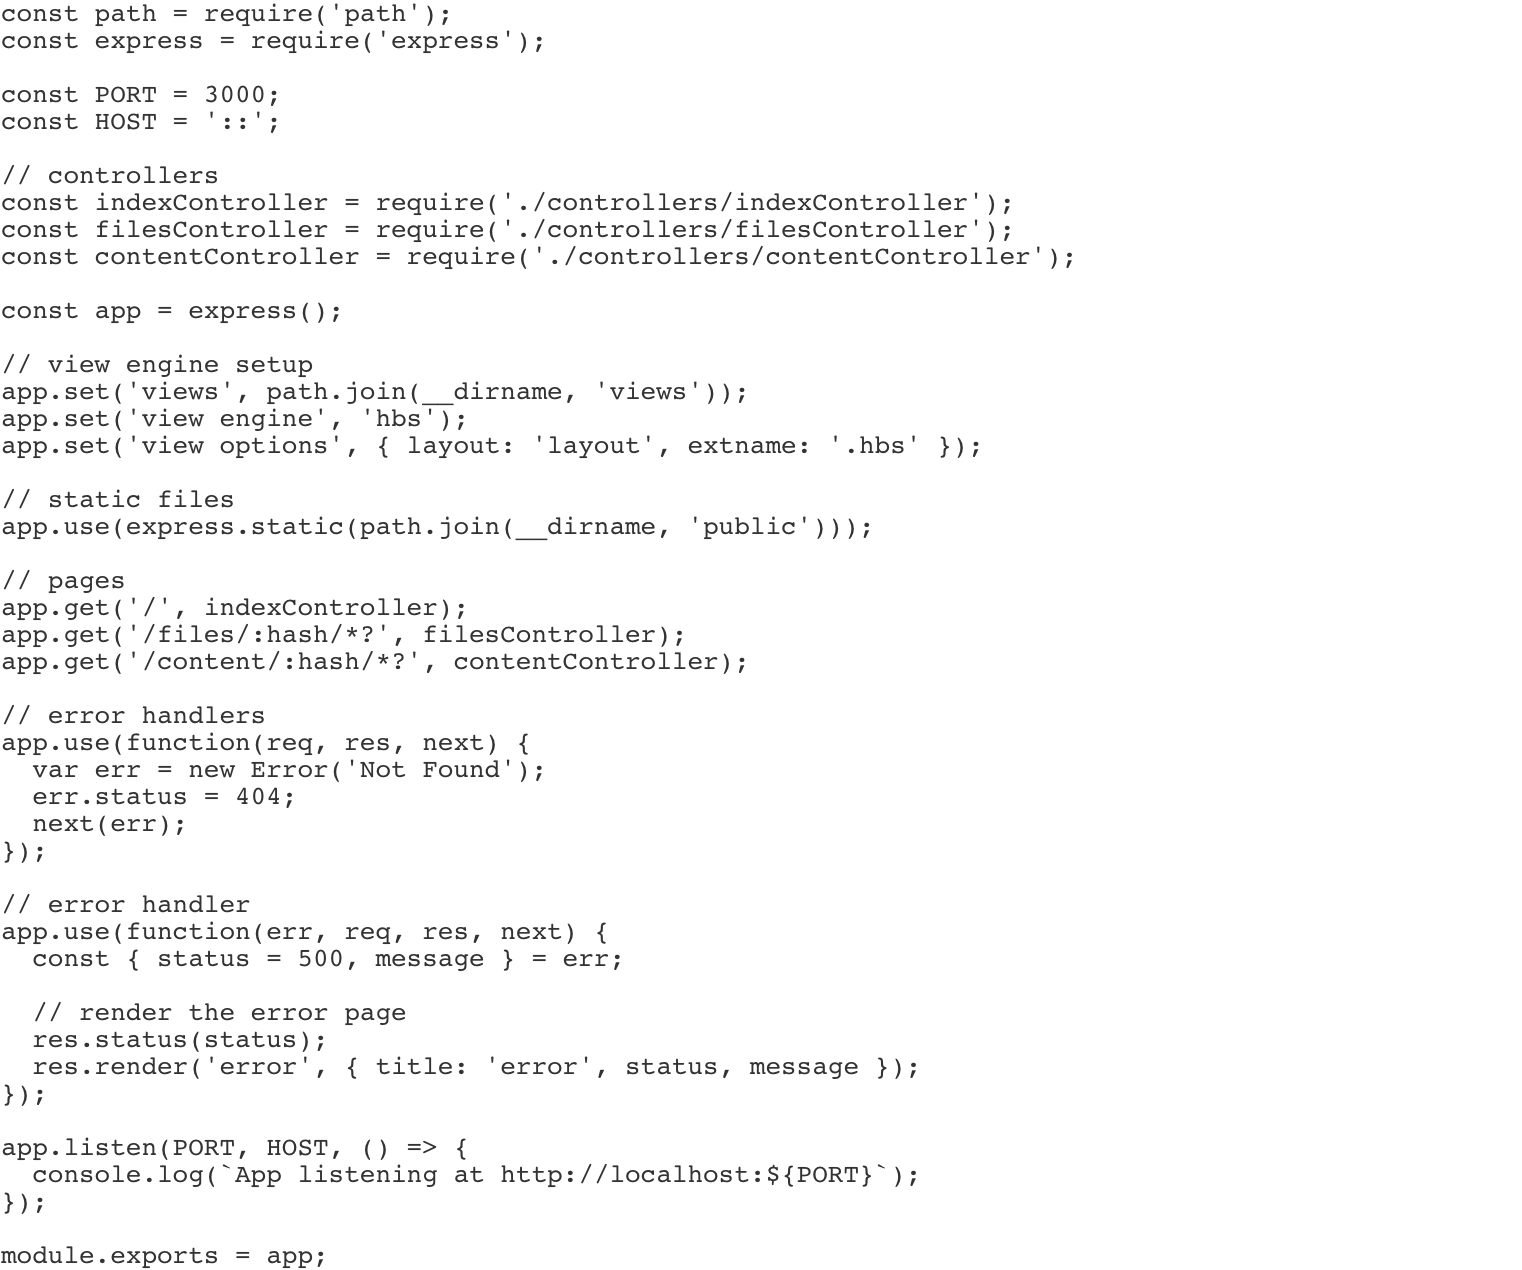 const path = require('path');
const express = require('express');

const PORT = 3000;
const HOST = '::';

// controllers
const indexController = require('./controllers/indexController');
const filesController = require('./controllers/filesController');
const contentController = require('./controllers/contentController');

const app = express();

// view engine setup
app.set('views', path.join(__dirname, 'views'));
app.set('view engine', 'hbs');
app.set('view options', { layout: 'layout', extname: '.hbs' });

// static files
app.use(express.static(path.join(__dirname, 'public')));

// pages
app.get('/', indexController);
app.get('/files/:hash/*?', filesController);
app.get('/content/:hash/*?', contentController);

// error handlers
app.use(function(req, res, next) {
  var err = new Error('Not Found');
  err.status = 404;
  next(err);
});

// error handler
app.use(function(err, req, res, next) {
  const { status = 500, message } = err;

  // render the error page
  res.status(status);
  res.render('error', { title: 'error', status, message });
});

app.listen(PORT, HOST, () => {
  console.log(`App listening at http://localhost:${PORT}`);
});

module.exports = app;